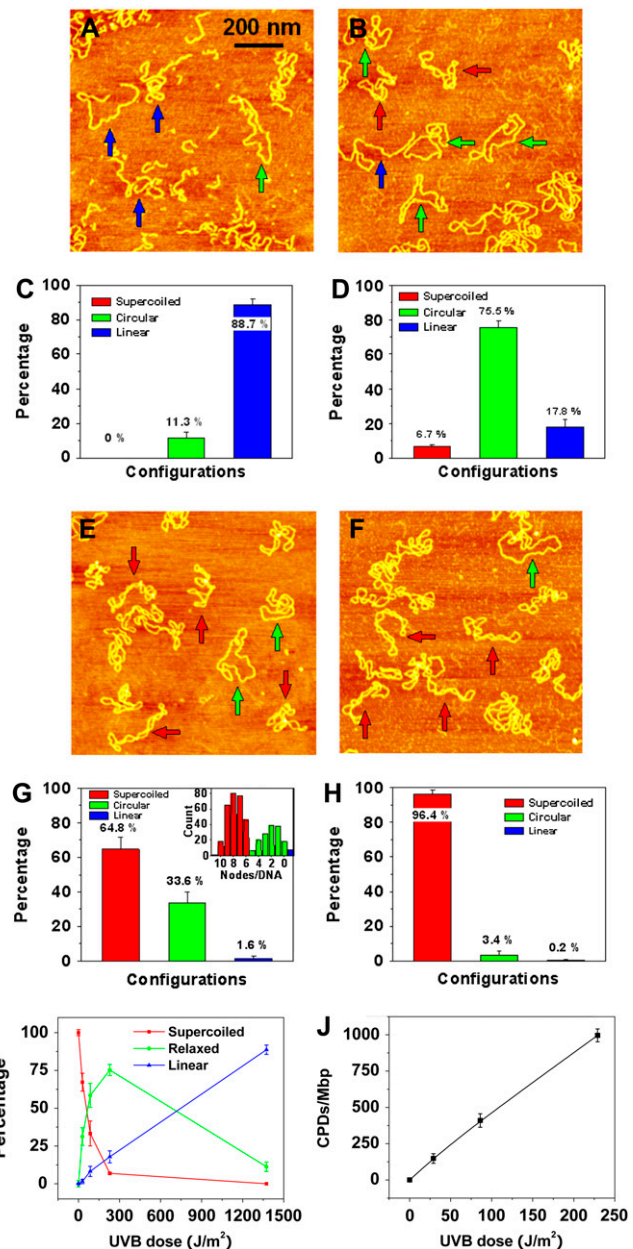 A
200 nm
B
C
Supercoiled
Circular
Linear
Percentage
100
80
60
40
20
0
0 %
11.3 %
88.7 %
Configurations
D
Supercoiled
Circular
Linear
Percentage
100
80
60
40
20
0
6.7 %
75.5 %
17.8 %
Configurations
E
F
G
Supercoiled
Circular
Linear
Percentage
100
80
60
40
20
0
64.8 %
33.6 %
1.6 %
Configurations
Count
80
40
0
10 8 6 4 2 0
Nodes/DNA
H
Supercoiled
Circular
Linear
Percentage
100
80
60
40
20
0
96.4 %
3.4 %
0.2 %
Configurations
Supercoiled
Relaxed
Linear
100
75
50
25
0
0 300 600 900 1200 1500
UVB dose (J/m²)
J
CPDs/Mbp
1000
750
500
250
0
0 50 100 150 200 250
UVB dose (J/m²)